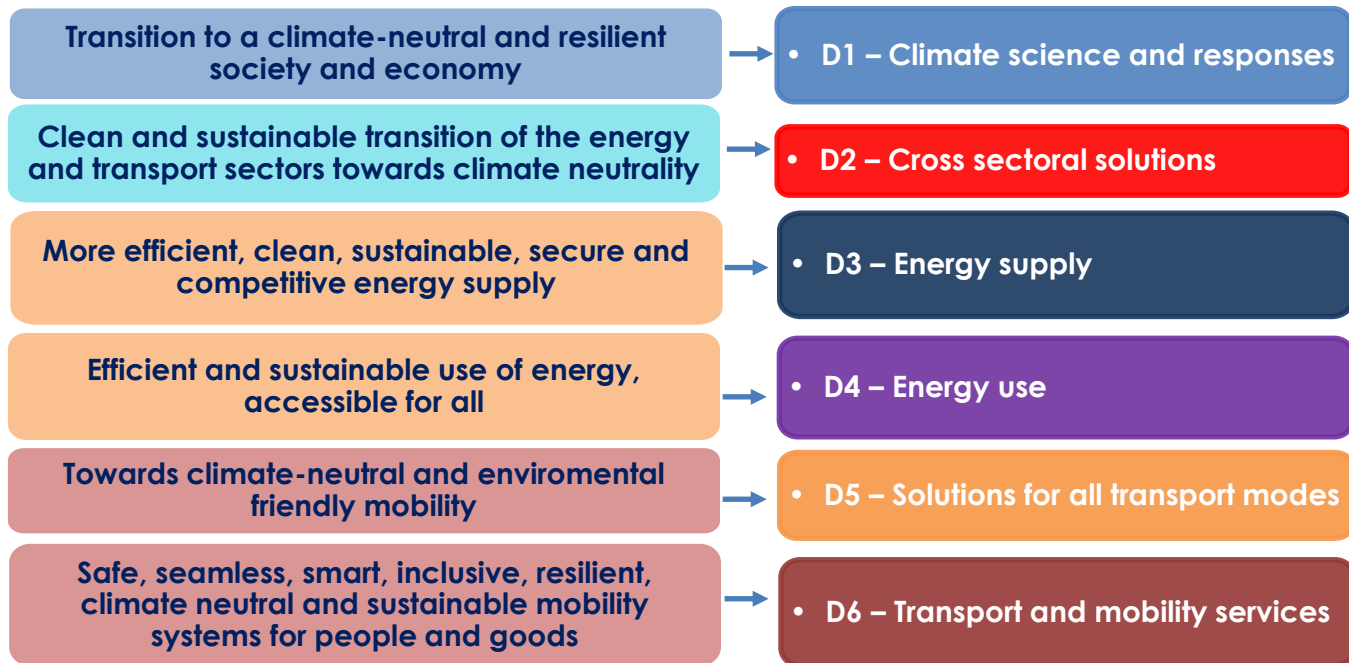 Transition to a climate-neutral and resilient
society and economy
• D1 – Climate science and responses
Clean and sustainable transition of the energy
and transport sectors towards climate neutrality
• D2 – Cross sectoral solutions
More efficient, clean, sustainable, secure and
competitive energy supply
• D3 – Energy supply
Efficient and sustainable use of energy,
accessible for all
• D4 – Energy use
Towards climate-neutral and enviromental
friendly mobility
• D5 – Solutions for all transport modes
Safe, seamless, smart, inclusive, resilient,
climate neutral and sustainable mobility
systems for people and goods
• D6 – Transport and mobility services